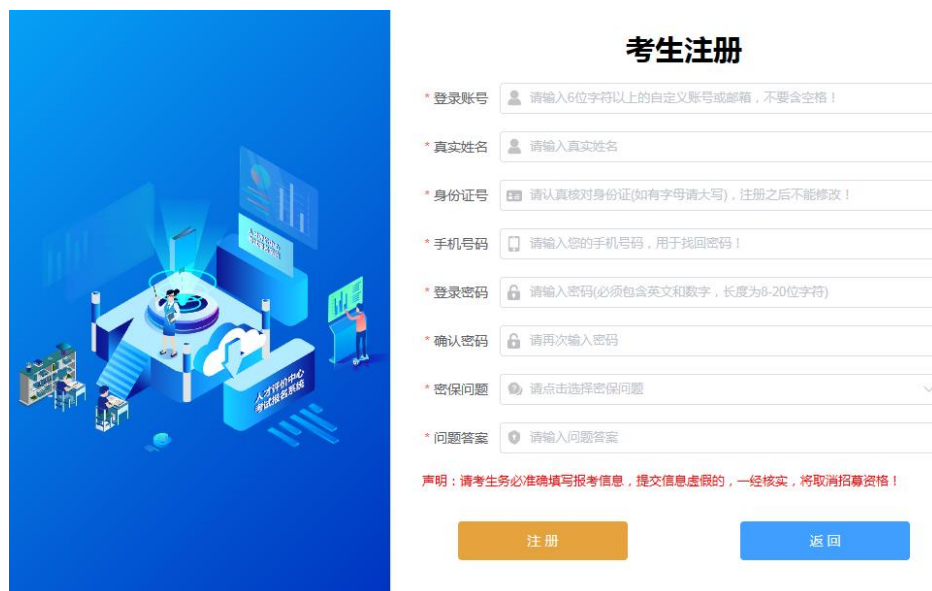 考生注册
* 登录账号 请输入6位字符以上的自定义账号或邮箱，不要含空格！
* 真实姓名 请输入真实姓名
* 身份证号 请认真核对身份证(如有字母请大写)，注册之后不能修改！
* 手机号码 请输入您的手机号码，用于找回密码！
* 登录密码 请输入密码(必须包含英文和数字，长度为8-20位字符)
* 确认密码 请再次输入密码
* 密保问题 请点击选择密保问题
* 问题答案 请输入问题答案
声明：请考生务必准确填写报考信息，提交信息虚假的，一经核实，将取消招募资格！
注 册
返 回
人才评价中心
考试报名系统